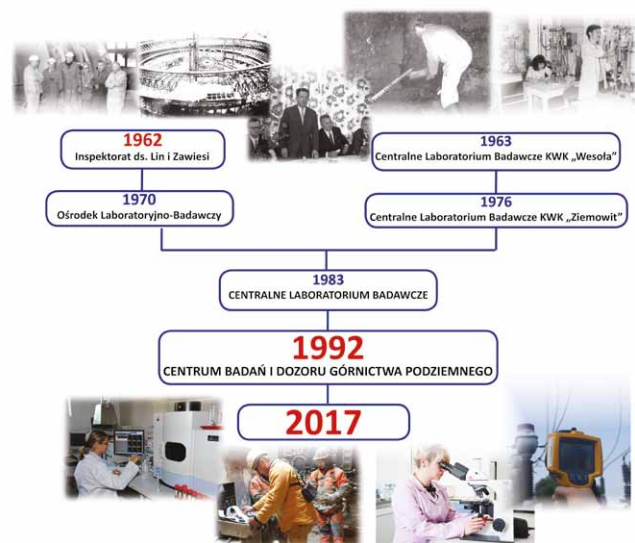 1962
Inspektorat ds. Lin i Zawiesi
1963
Centralne Laboratorium Badawcze KWK „Wesoła”
1970
Ośrodek Laboratoryjno-Badawczy
1976
Centralne Laboratorium Badawcze KWK „Ziemowit”
1983
CENTRALNE LABORATORIUM BADAWCZE
1992
CENTRUM BADAŃ I DOZORU GÓRNICTWA PODZIEMNEGO
2017